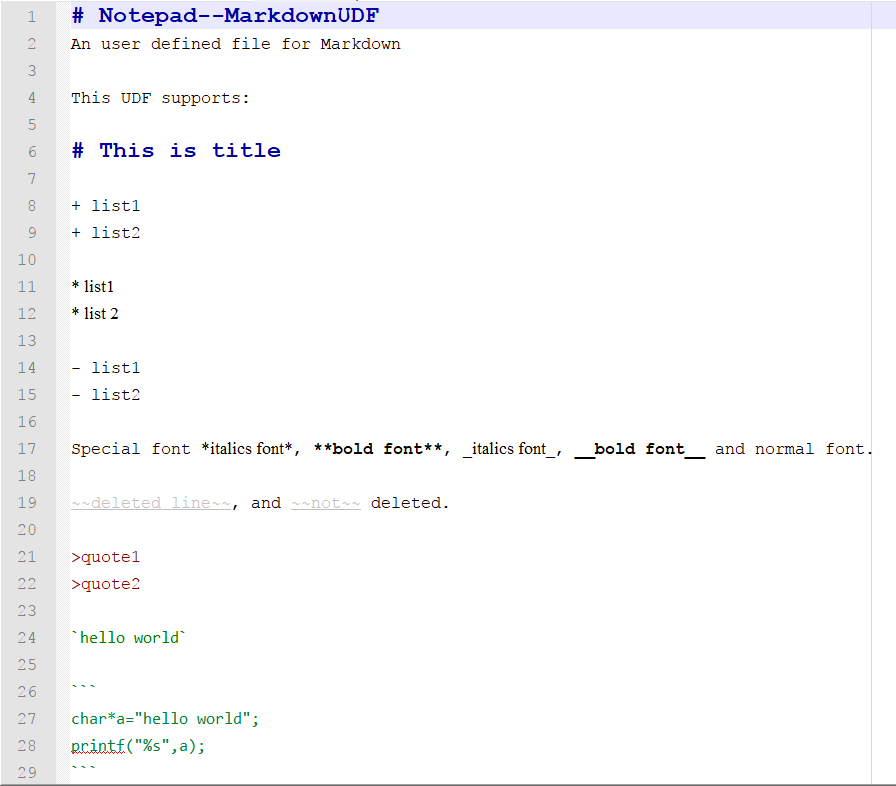 1 # Notepad--MarkdownUDF
2 An user defined file for Markdown
3
4 This UDF supports:
5
6 # This is title
7
8 + list1
9 + list2
10
11 * list1
12 * list 2
13
14 - list1
15 - list2
16
17 Special font *italics font*, **bold font**, _italics font_, __bold font__ and normal font.
18
19 ~~deleted line~~, and ~~not~~ deleted.
20
21 >quote1
22 >quote2
23
24 `hello world`
25
26 ```
27 char*a="hello world";
28 printf("%s",a);
29 ```